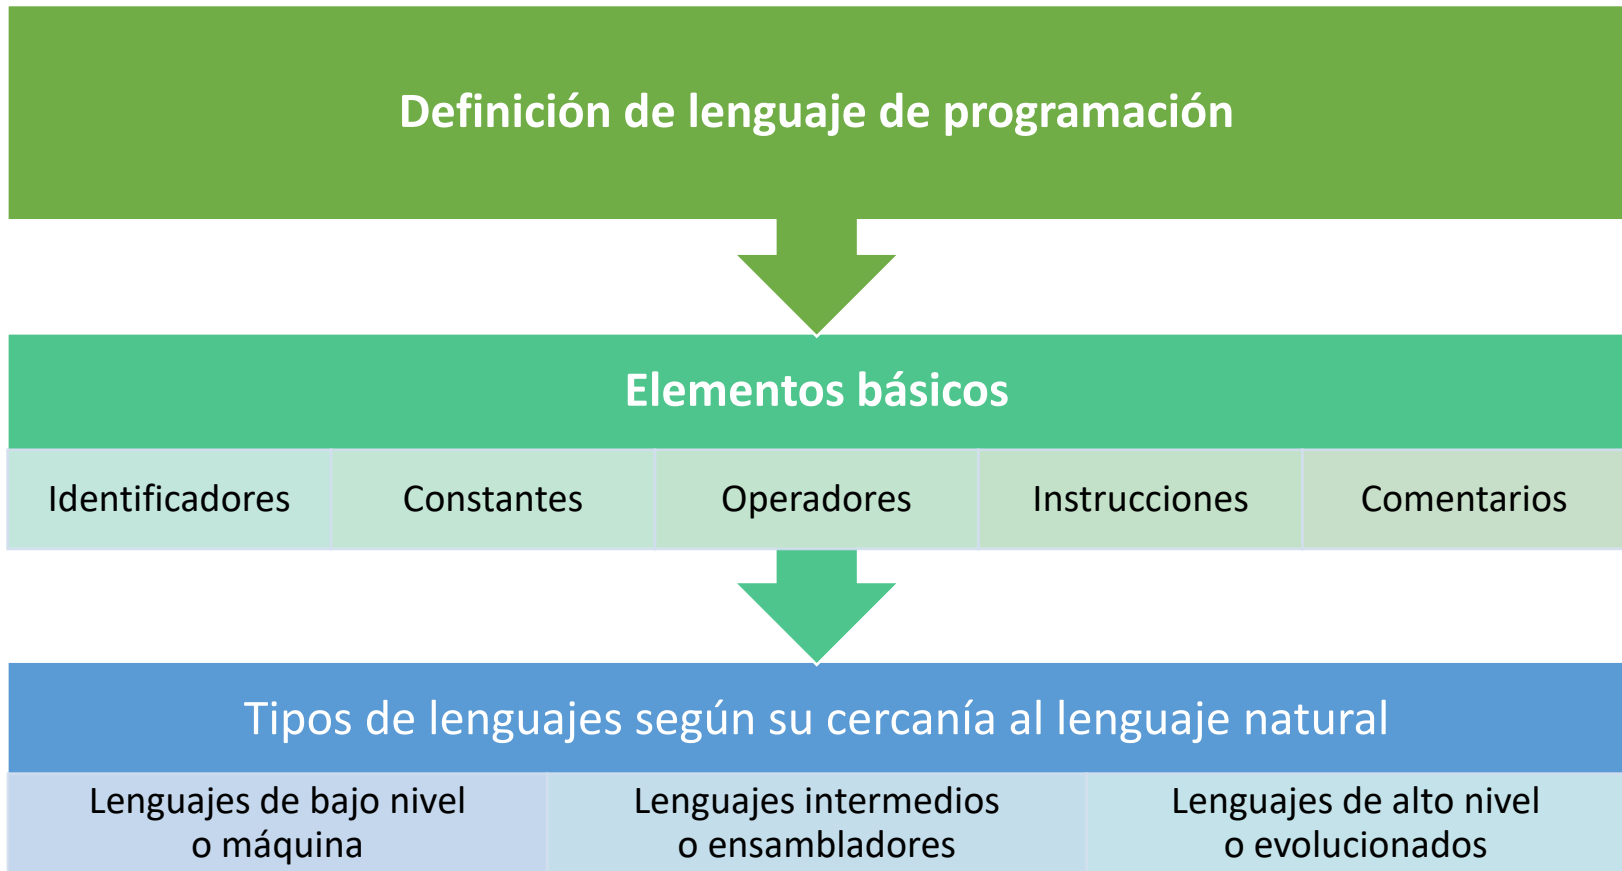 Definición de lenguaje de programación
Elementos básicos
Identificadores
Constantes
Operadores
Instrucciones
Comentarios
Tipos de lenguajes según su cercanía al lenguaje natural
Lenguajes de bajo nivel
o máquina
Lenguajes intermedios
o ensambladores
Lenguajes de alto nivel
o evolucionados